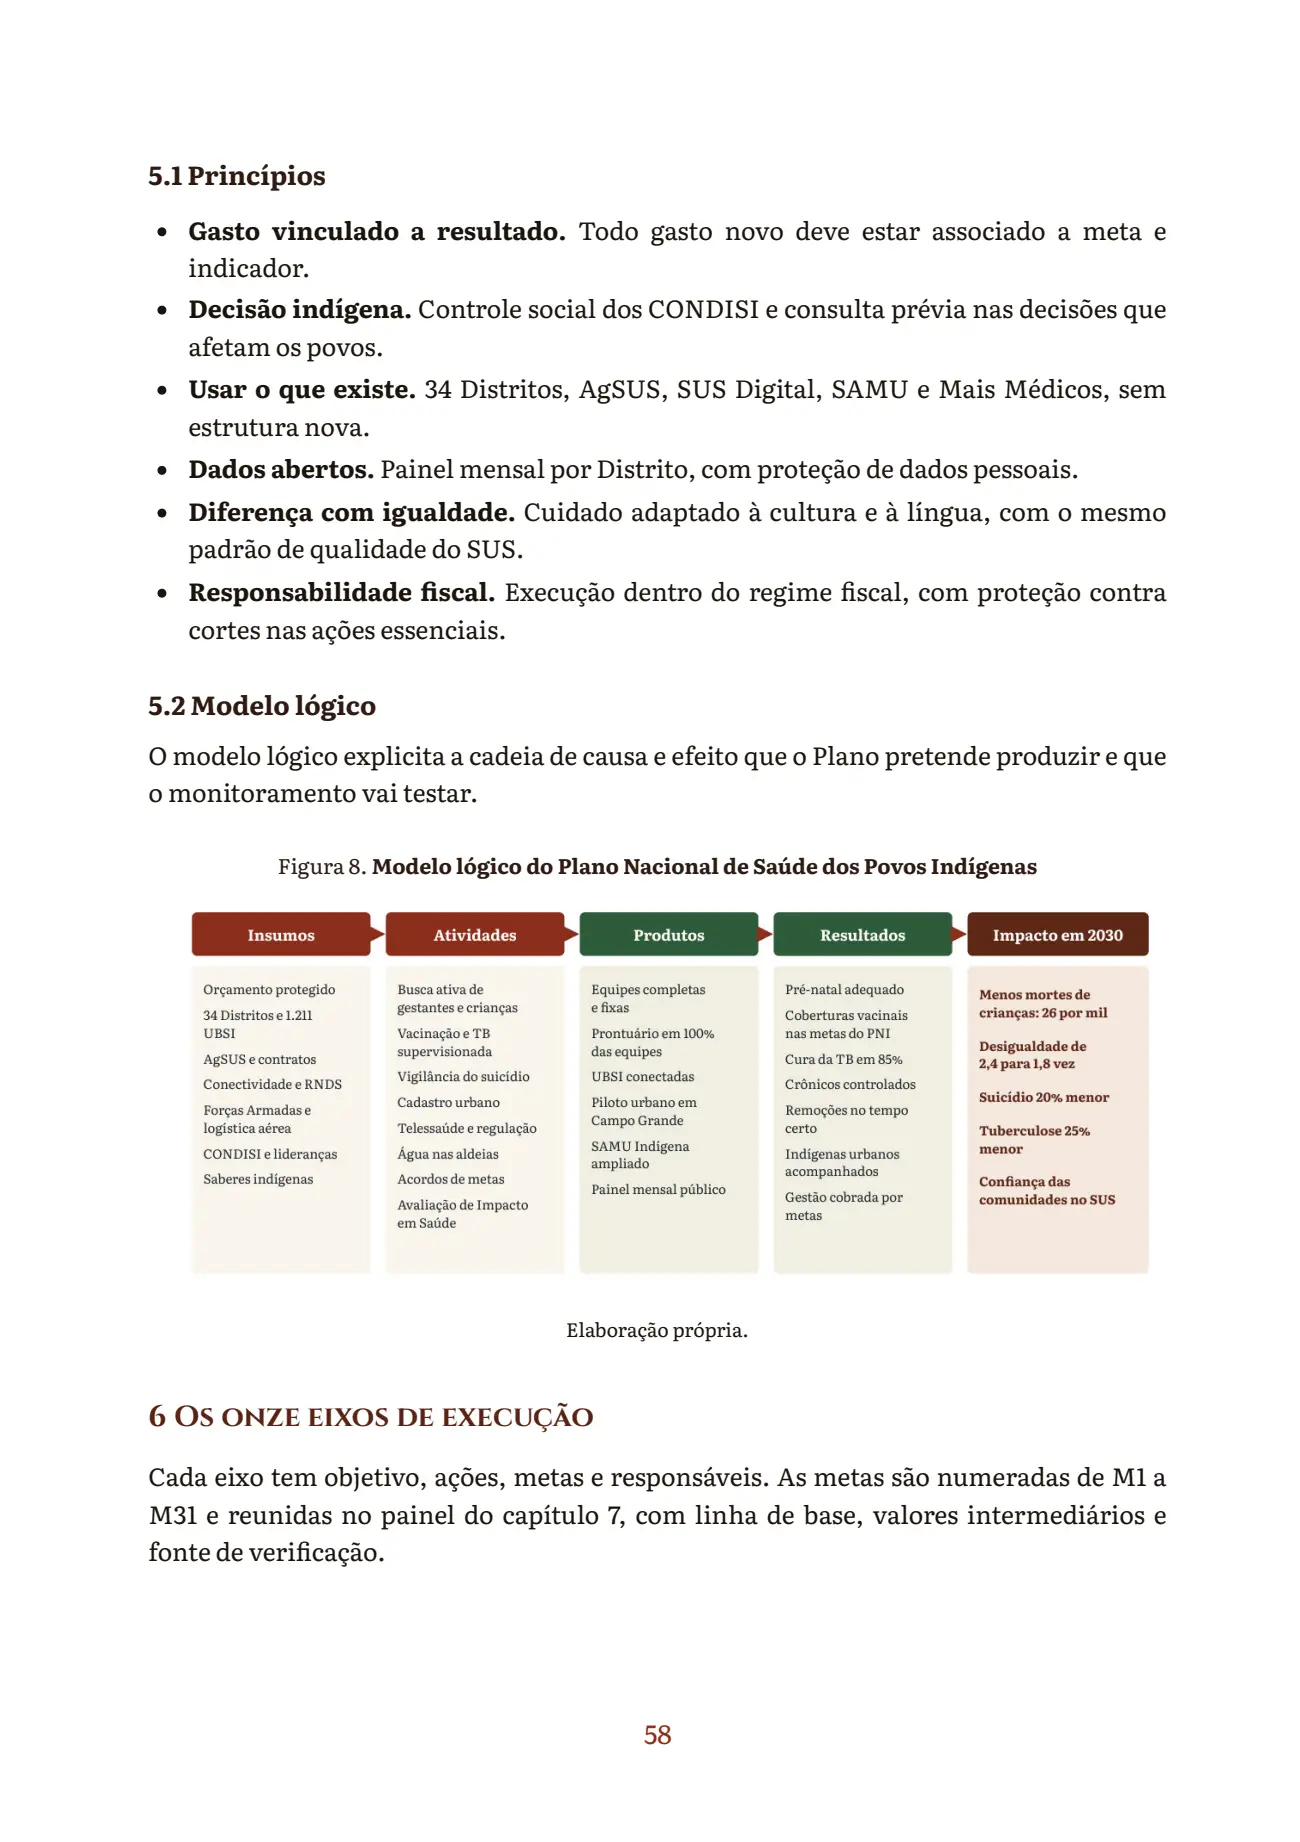 5.1 Princípios
• Gasto vinculado a resultado. Todo gasto novo deve estar associado a meta e
indicador.
• Decisão indígena. Controle social dos CONDISI e consulta prévia nas decisões que
afetam os povos.
• Usar o que existe. 34 Distritos, AgSUS, SUS Digital, SAMU e Mais Médicos, sem
estrutura nova.
• Dados abertos. Painel mensal por Distrito, com proteção de dados pessoais.
• Diferença com igualdade. Cuidado adaptado à cultura e à língua, com o mesmo
padrão de qualidade do SUS.
• Responsabilidade fiscal. Execução dentro do regime fiscal, com proteção contra
cortes nas ações essenciais.
5.2 Modelo lógico
O modelo lógico explicita a cadeia de causa e efeito que o Plano pretende produzir e que
o monitoramento vai testar.
Figura 8. Modelo lógico do Plano Nacional de Saúde dos Povos Indígenas
Insumos
Orçamento protegido
34 Distritos e 1.211
UBSI
AgSUS e contratos
Conectividade e RNDS
Forças Armadas e
logística aérea
CONDISI e lideranças
Saberes indígenas
Atividades
Busca ativa de
gestantes e crianças
Vacinação e TB
supervisionada
Vigilância do suicídio
Cadastro urbano
Telessaúde e regulação
Água nas aldeias
Acordos de metas
Avaliação de Impacto
em Saúde
Produtos
Equipes completas
e fixas
Prontuário em 100%
das equipes
UBSI conectadas
Piloto urbano em
Campo Grande
SAMU Indígena
ampliado
Painel mensal público
Resultados
Pré-natal adequado
Coberturas vacinais
nas metas do PNI
Cura da TB em 85%
Crônicos controlados
Remoções no tempo
certo
Indígenas urbanos
acompanhados
Gestão cobrada por
metas
Impacto em 2030
Menos mortes de
crianças: 26 por mil
Desigualdade de
2,4 para 1,8 vez
Suicídio 20% menor
Tuberculose 25%
menor
Confiança das
comunidades no SUS
Elaboração própria.
6 Os onze eixos de execução
Cada eixo tem objetivo, ações, metas e responsáveis. As metas são numeradas de M1 a
M31 e reunidas no painel do capítulo 7, com linha de base, valores intermediários e
fonte de verificação.
58